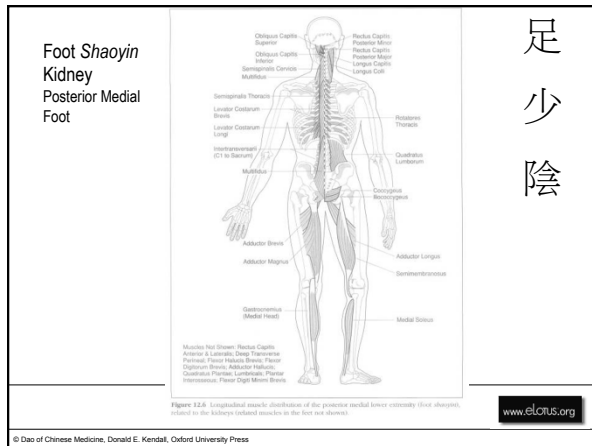 Foot Shaoyin
Kidney
Posterior Medial
Foot
足
少
陰
Obliquus Capitis
Superior
Obliquus Capitis
Inferior
Semispinalis Cervicis
Multifidus
Semispinalis Thoracis
Levator Costarum
Brevis
Levator Costarum
Longi
Intertransversarii
(C1 to Sacrum)
Multifidus
Adductor Brevis
Adductor Magnus
Gastrocnemius
(Medial Head)
Rectus Capitis
Posterior Minor
Rectus Capitis
Posterior Major
Longus Capitis
Longus Colli
Rotatores
Thoracis
Quadratus
Lumborum
Coccygeus
Iliococcygeus
Adductor Longus
Semimembranosus
Medial Soleus
Muscles Not Shown: Rectus Capitis
Anterior & Lateralis; Deep Transverse
Perineal; Flexor Halucis Brevis; Flexor
Digitorum Brevis; Adductor Hallucis;
Quadratus Plantae; Lumbricals; Plantar
Interosseous; Flexor Digiti Minimi Brevis
Figure 12.6 Longitudinal muscle distribution of the posterior medial lower extremity (foot shaoyin),
related to the kidneys (related muscles in the feet not shown).
www.eLotus.org
© Dao of Chinese Medicine, Donald E. Kendall, Oxford University Press